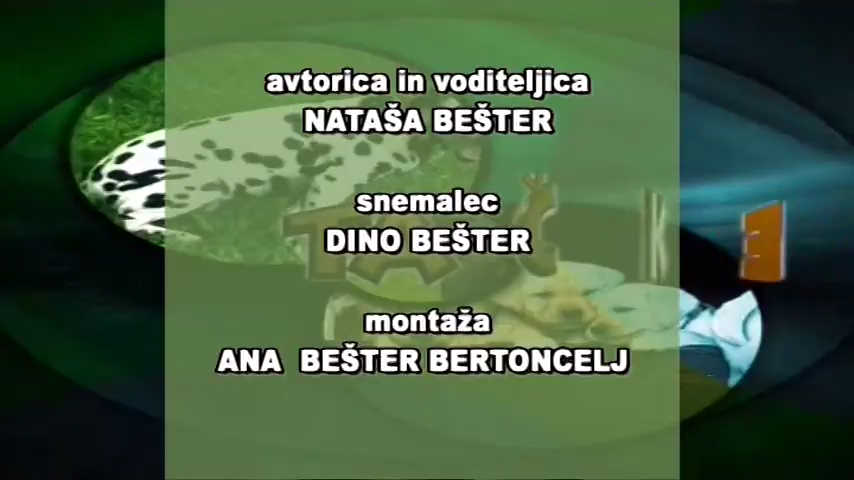 avtorica in voditeljica
NATAŠA BEŠTER
snemalec
DINO BEŠTER
montaža
ANA BEŠTER BERTONCELJ